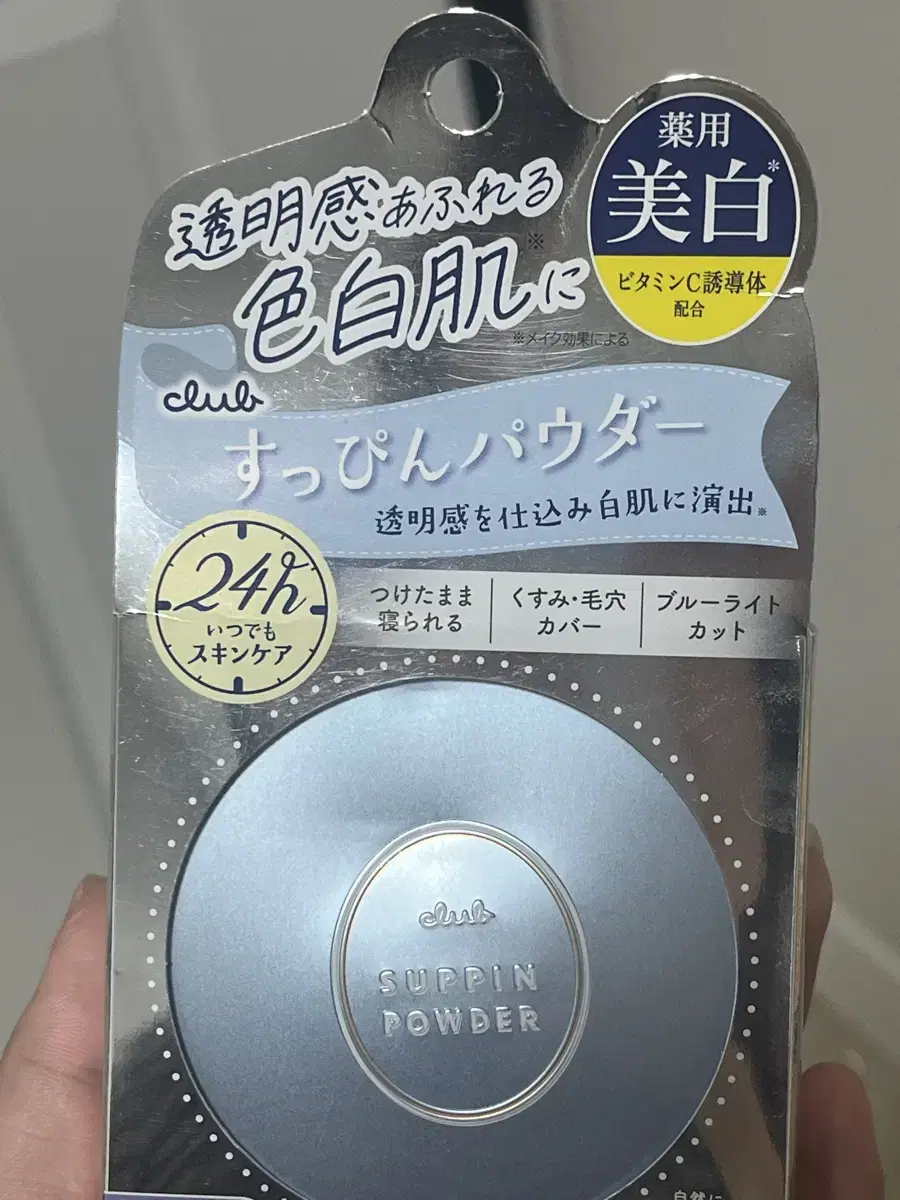 薬用
美白*
ビタミンC誘導体
配合
透明感あふれる
色白肌に※
※メイク効果による
club
すっぴんパウダー
透明感を仕込み白肌に演出※
24h
いつでも
スキンケア
つけたまま
寝られる
くすみ・毛穴
カバー
ブルーライト
カット
club
SUPPIN
POWDER
自然に